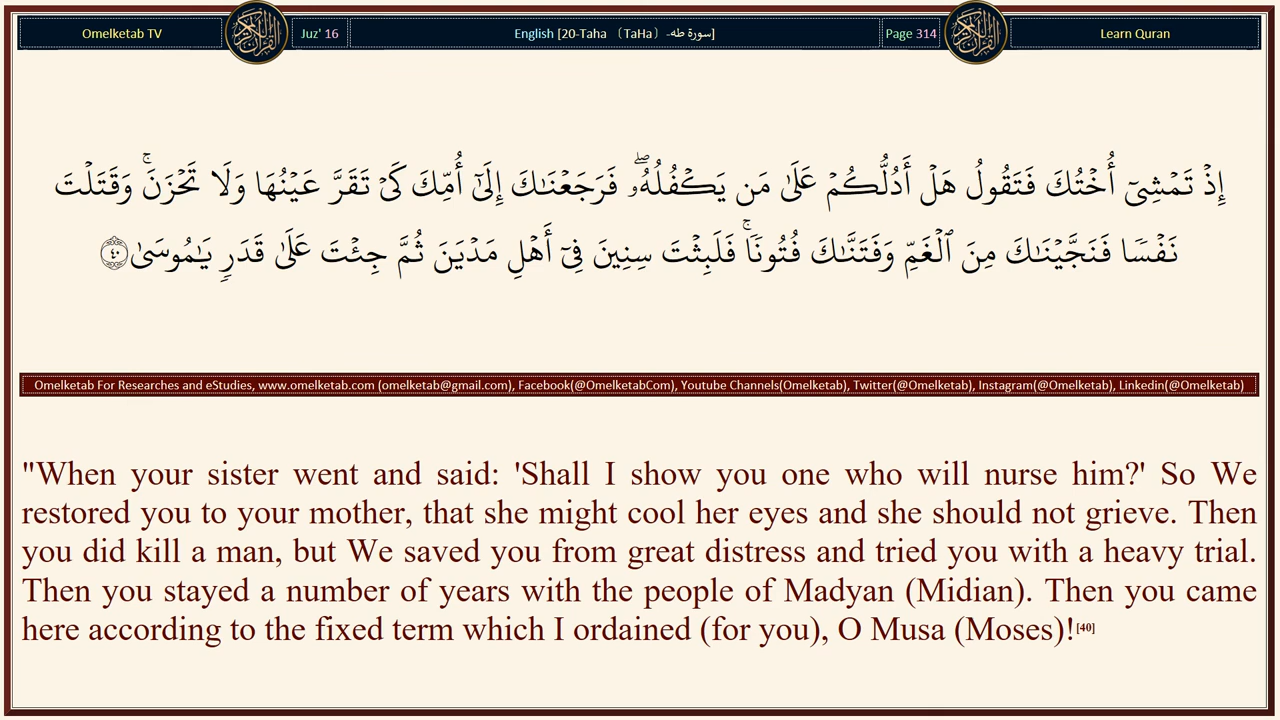 Omelketab TV
Juz' 16
English [20-Taha (TaHa) -سورة طه]
Page 314
Learn Quran
إِذْ تَمْشِىٓ أُخْتُكَ فَتَقُولُ هَلْ أَدُلُّكُمْ عَلَىٰ مَن يَكْفُلُهُۥ ۖ فَرَجَعْنَـٰكَ إِلَىٰٓ أُمِّكَ كَىْ تَقَرَّ عَيْنُهَا وَلَا تَحْزَنَ ۚ وَقَتَلْتَ
نَفْسًا فَنَجَّيْنَـٰكَ مِنَ ٱلْغَمِّ وَفَتَنَّـٰكَ فُتُونًا ۚ فَلَبِثْتَ سِنِينَ فِىٓ أَهْلِ مَدْيَنَ ثُمَّ جِئْتَ عَلَىٰ قَدَرٍ يَـٰمُوسَىٰ ٤٠
Omelketab For Researches and eStudies, www.omelketab.com (omelketab@gmail.com), Facebook(@OmelketabCom), Youtube Channels(Omelketab), Twitter(@Omelketab), Instagram(@Omelketab), Linkedin(@Omelketab)
"When your sister went and said: 'Shall I show you one who will nurse him?' So We
restored you to your mother, that she might cool her eyes and she should not grieve. Then
you did kill a man, but We saved you from great distress and tried you with a heavy trial.
Then you stayed a number of years with the people of Madyan (Midian). Then you came
here according to the fixed term which I ordained (for you), O Musa (Moses)![40]